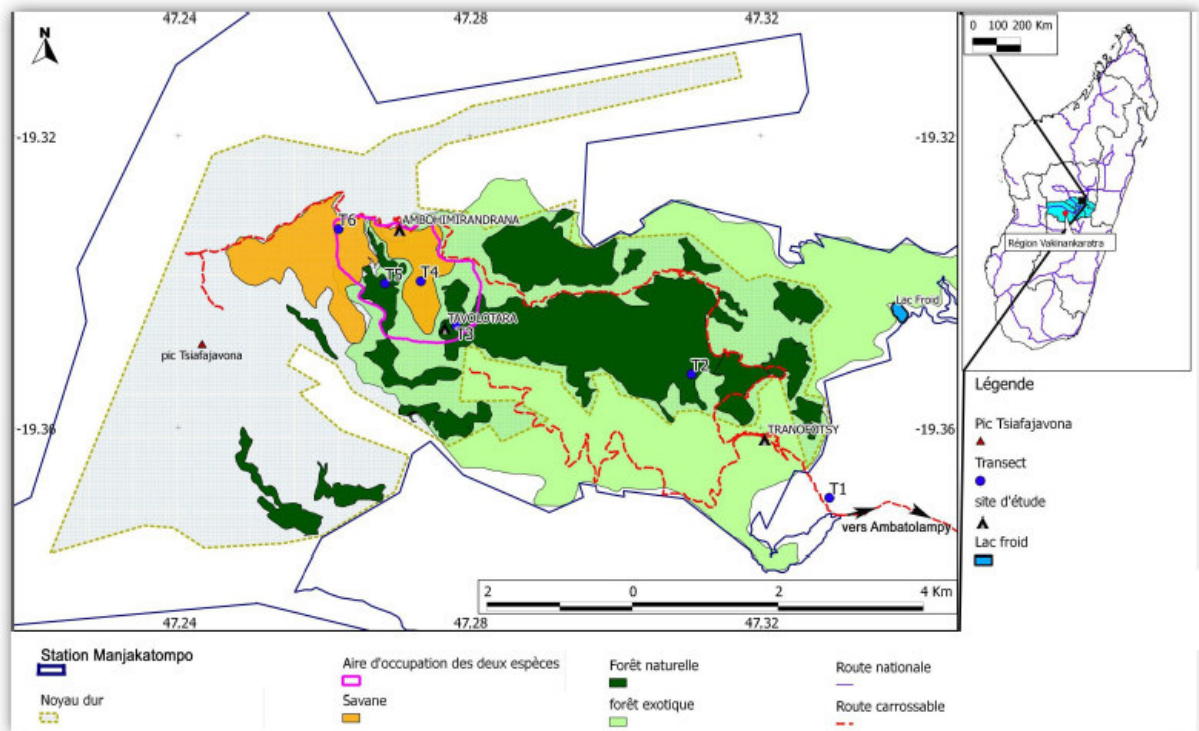 47.24 47.28 47.32
N
0 100 200 Km
-19.32 -19.32
T6
AMBOHIMIRANDRANA
T5
T4
TAVOLOTARA
T3
Lac Froid
pic Tsiafajavona
T2
-19.36 -19.36
TRANOFOTSY
T1
vers Ambatolampy
2 0 2 4 Km
47.24 47.28 47.32
Région Vakinankaratra
Légende
Pic Tsiafajavona
Transect
site d'étude
Lac froid
Station Manjakatompo
Noyau dur
Aire d'occupation des deux espèces
Savane
Forêt naturelle
forêt exotique
Route nationale
Route carrossable